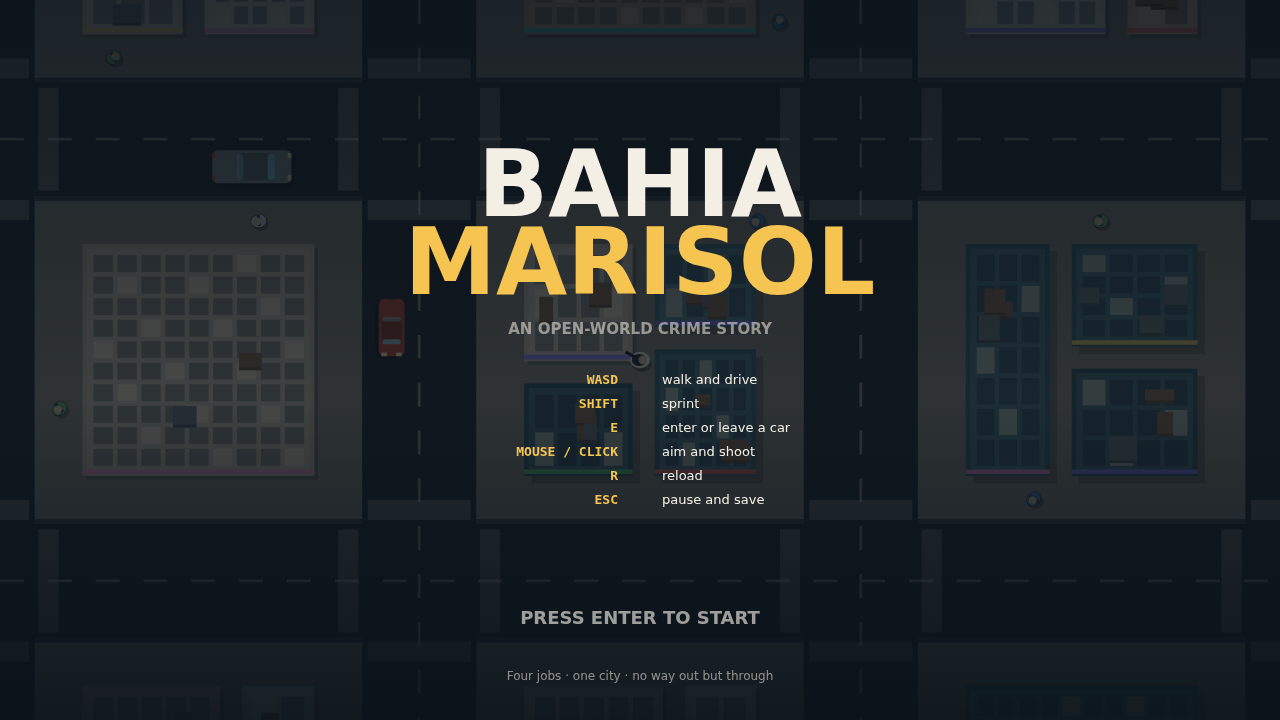 BAHIA
MARISOL
AN OPEN-WORLD CRIME STORY
WASD walk and drive
SHIFT sprint
E enter or leave a car
MOUSE / CLICK aim and shoot
R reload
ESC pause and save
PRESS ENTER TO START
Four jobs · one city · no way out but through